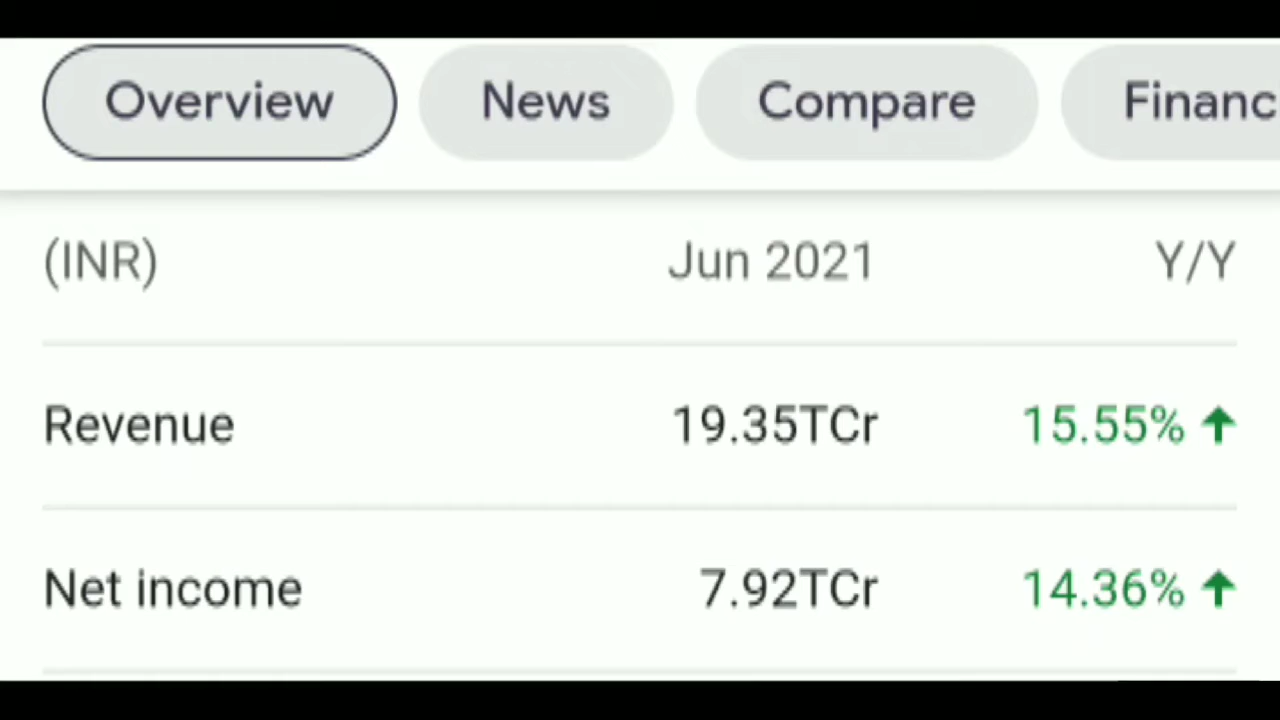 Overview News Compare Financ
(INR) Jun 2021 Y/Y
Revenue 19.35TCr 15.55% ↑
Net income 7.92TCr 14.36% ↑